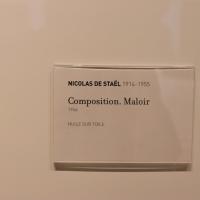 NICOLAS DE STAËL 1914-1955
Composition. Maloir
HUILE SUR TOILE